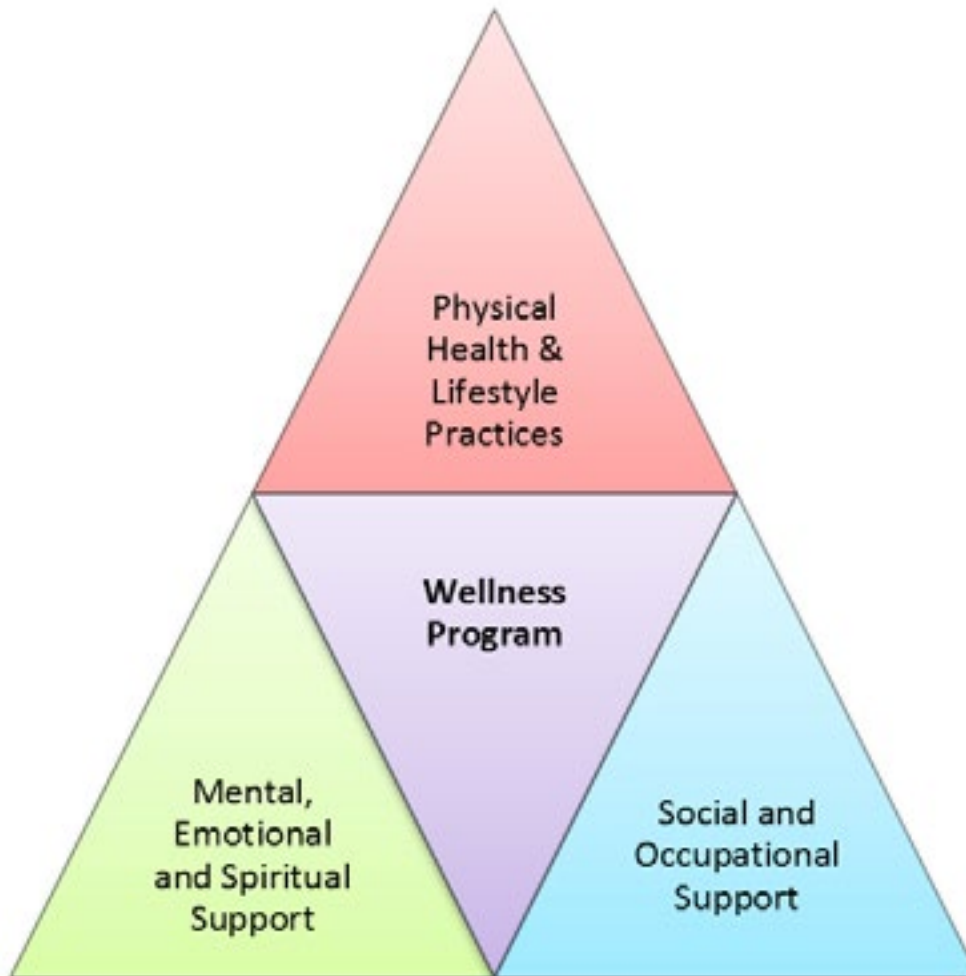 Physical
Health &
Lifestyle
Practices
Wellness
Program
Mental,
Emotional
and Spiritual
Support
Social and
Occupational
Support